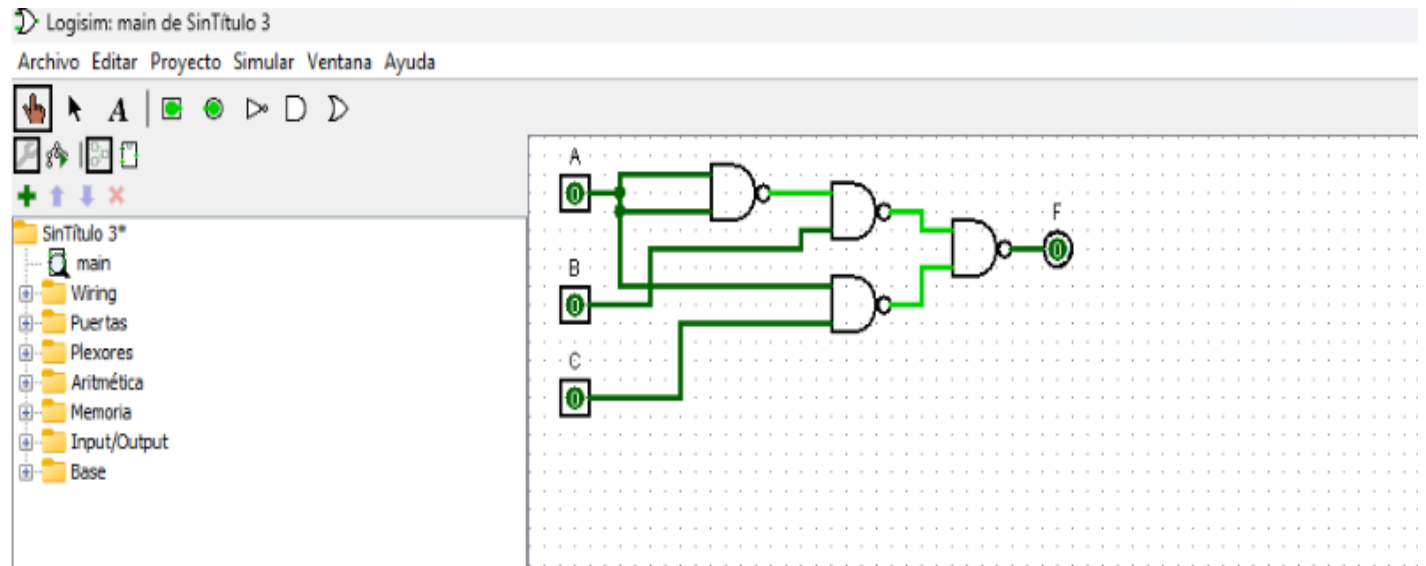 Logisim: main de SinTítulo 3
Archivo Editar Proyecto Simular Ventana Ayuda
A
SinTítulo 3*
main
Wiring
Puertas
Plexores
Aritmética
Memoria
Input/Output
Base
A
0
B
0
C
0
F
0